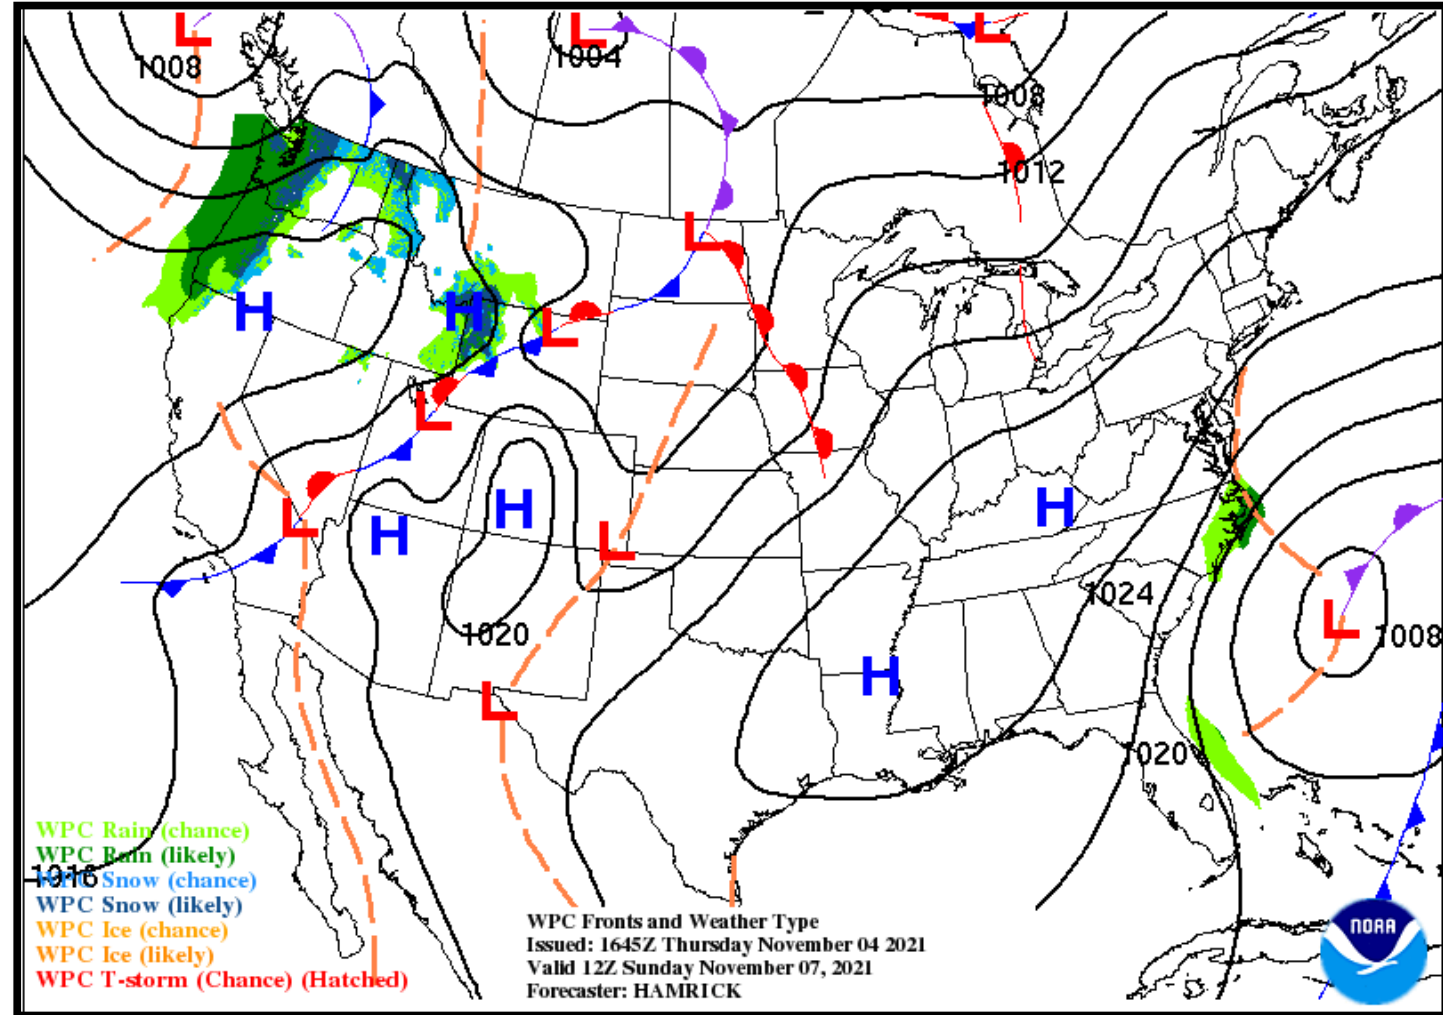 L
L
L
1008
1004
1008
1012
L
H
H
L
L
L
H
H
H
L
1020
1024
L
1008
H
L
1020
WPC Rain (chance)
WPC Rain (likely)
1016
WPC Snow (chance)
WPC Snow (likely)
WPC Ice (chance)
WPC Ice (likely)
WPC T-storm (Chance) (Hatched)
WPC Fronts and Weather Type
Issued: 1645Z Thursday November 04 2021
Valid 12Z Sunday November 07, 2021
Forecaster: HAMRICK
NOAA